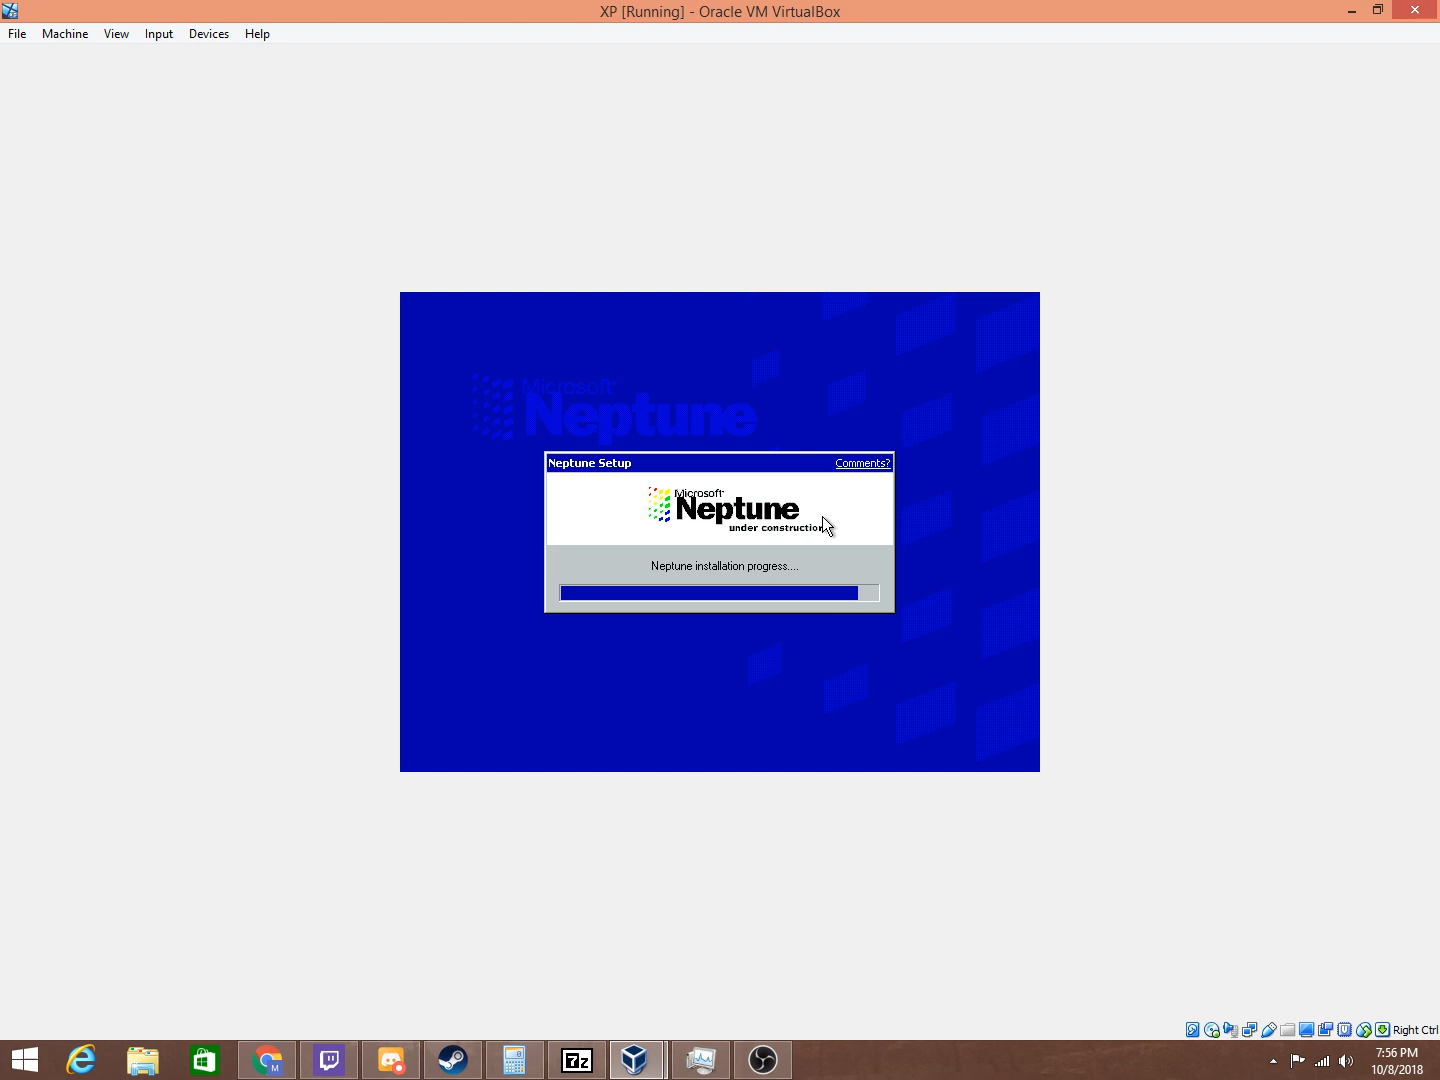 XP [Running] - Oracle VM VirtualBox
File Machine View Input Devices Help
Microsoft
Neptune
Neptune Setup Comments?
Microsoft
Neptune
under construction
Neptune installation progress....
Right Ctrl
M
7z
7:56 PM
10/8/2018